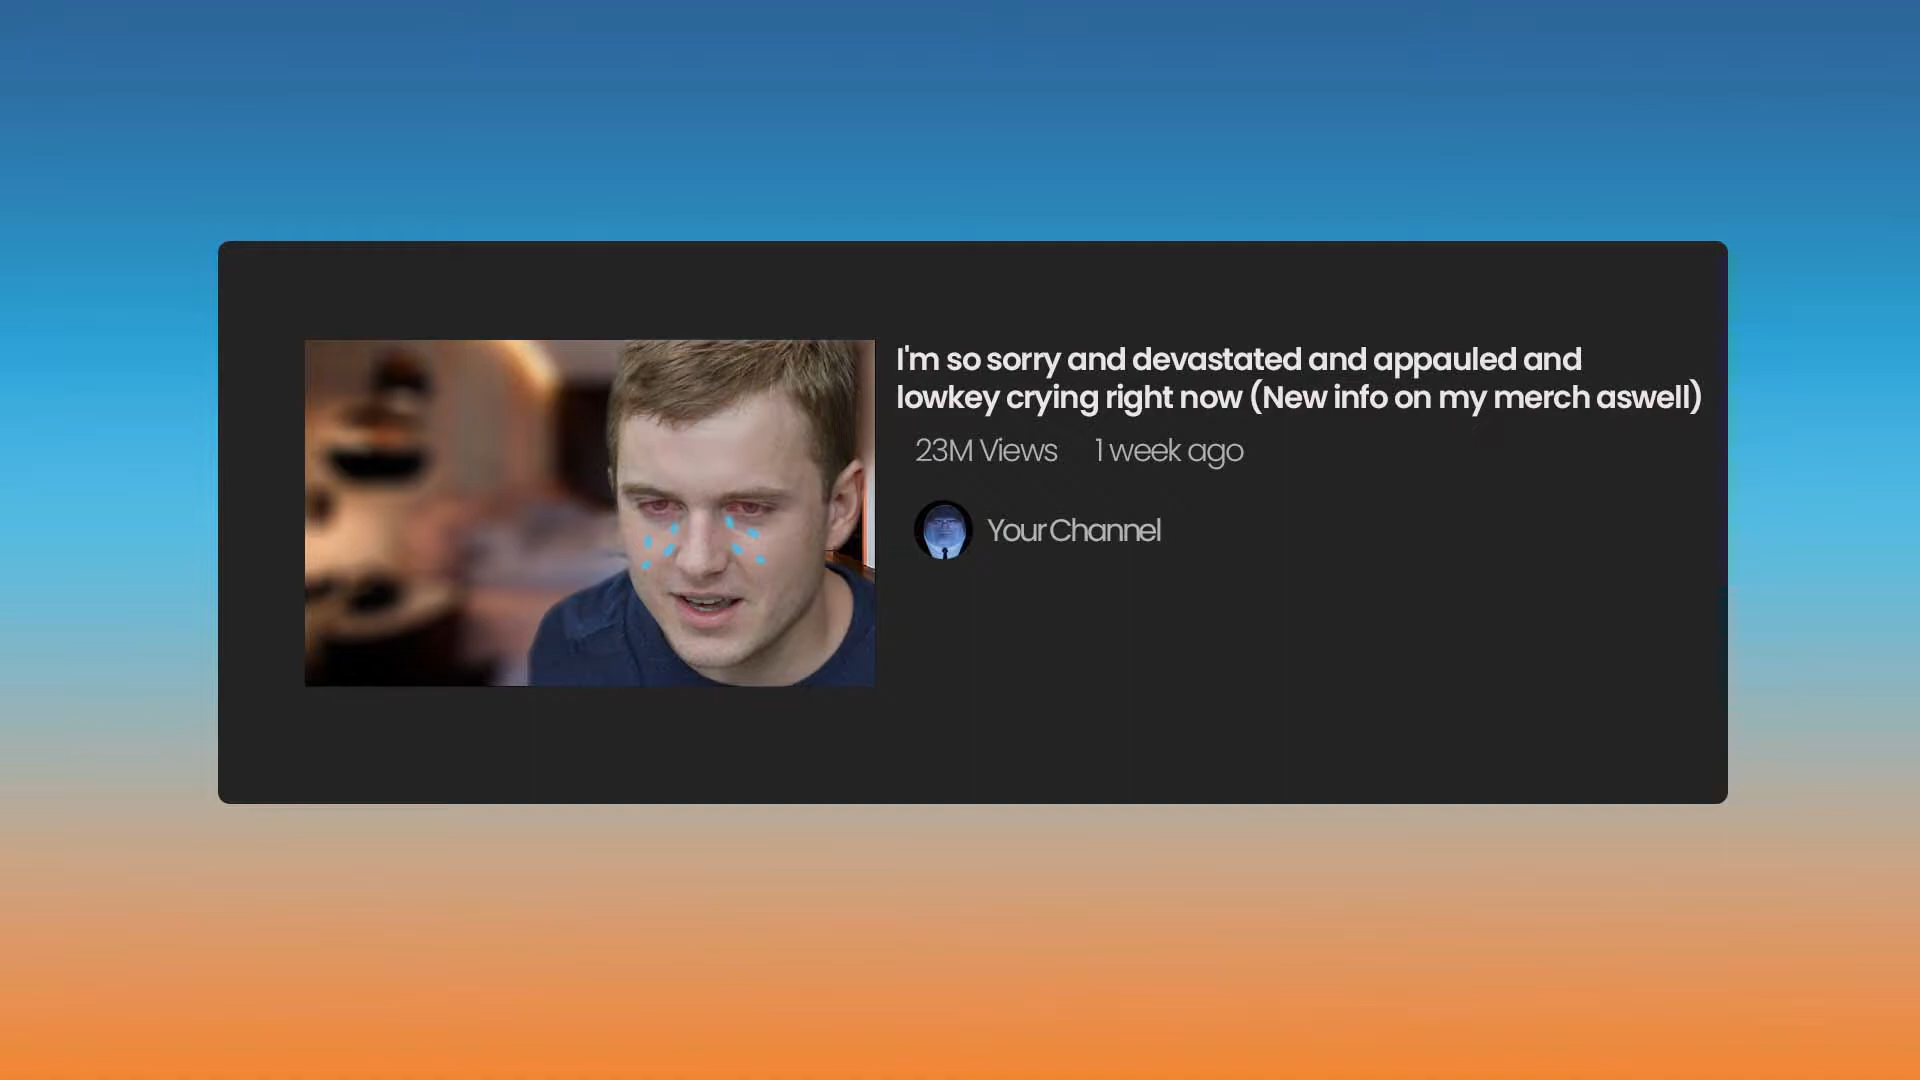 I'm so sorry and devastated and appauled and
lowkey crying right now (New info on my merch aswell)
23M Views 1 week ago
Your Channel